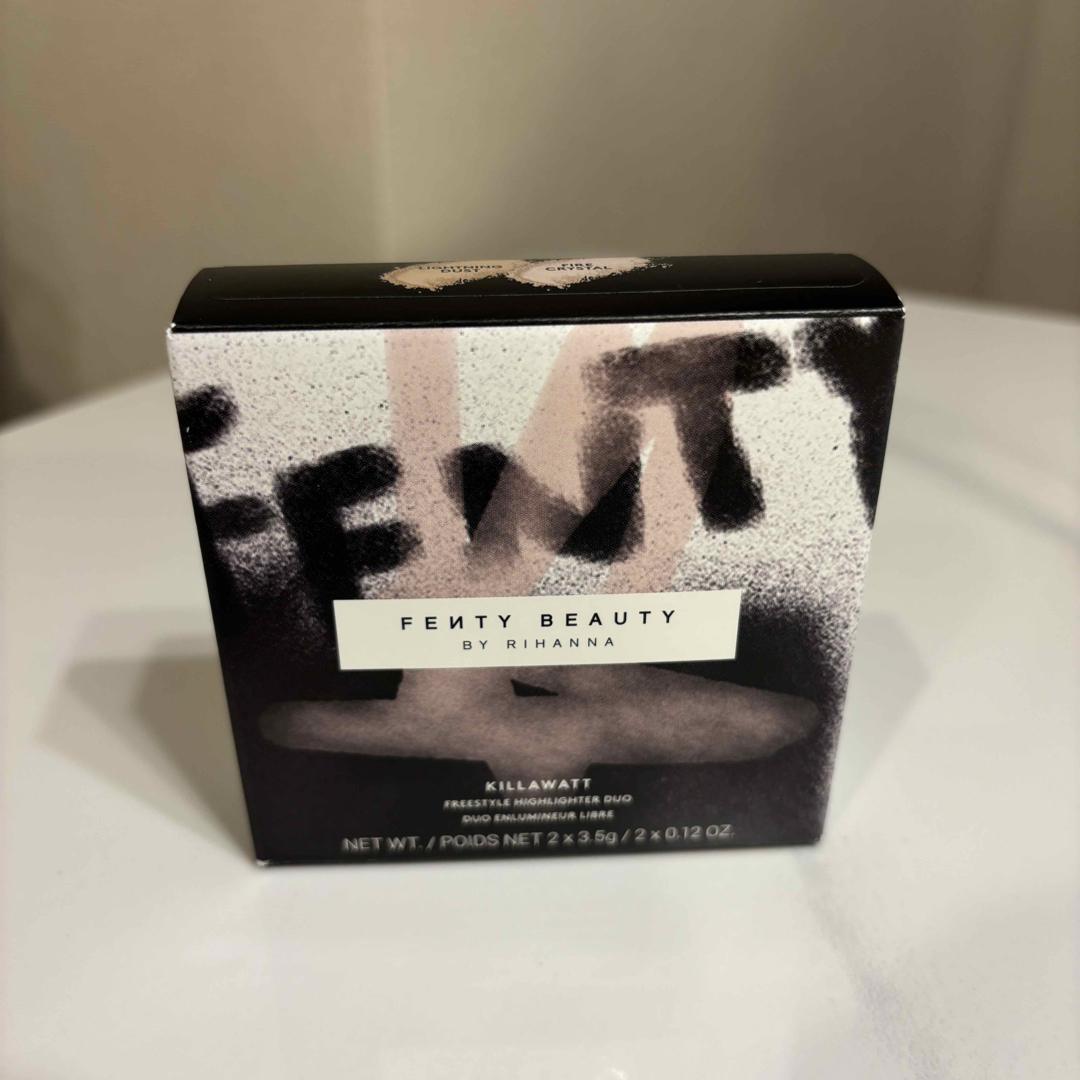 LIGHTNING
DUST
FIRE
CRYSTAL
FENTY
FEИTY BEAUTY
BY RIHANNA
KILLAWATT
FREESTYLE HIGHLIGHTER DUO
DUO ENLUMINEUR LIBRE
NET WT. / POIDS NET 2 x 3.5g / 2 x 0.12 OZ.